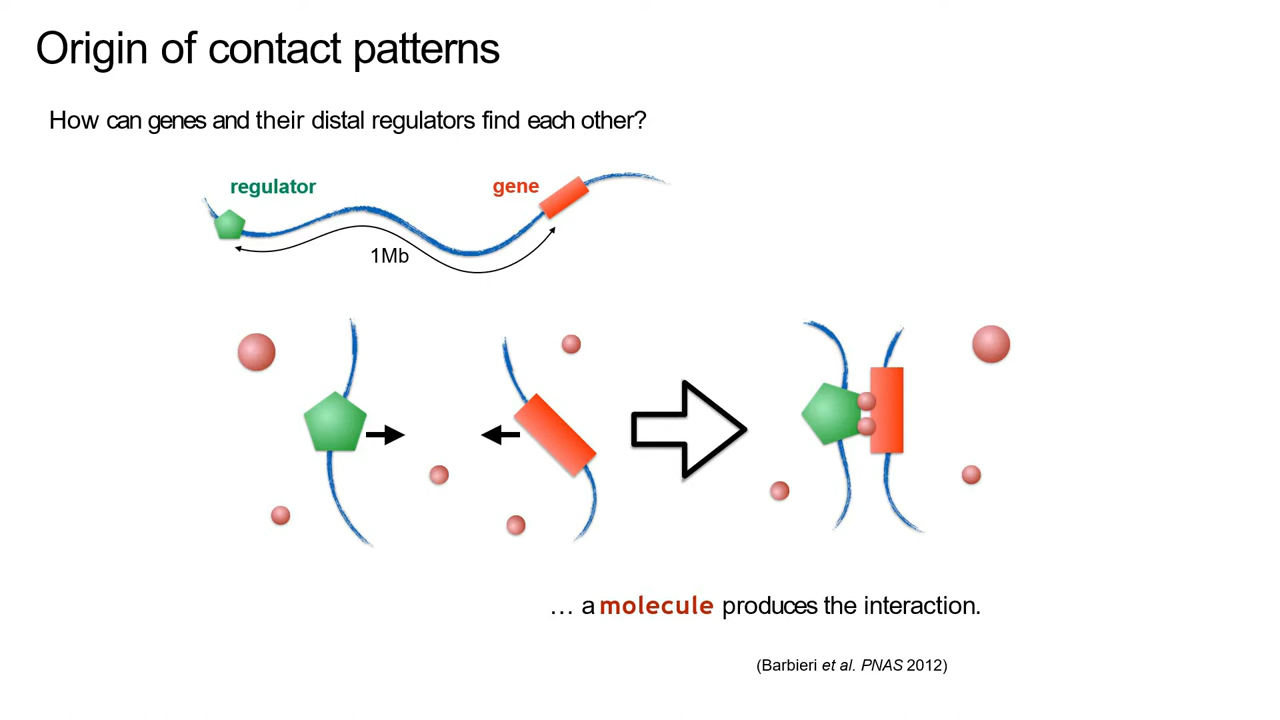 Origin of contact patterns
How can genes and their distal regulators find each other?
regulator
gene
1Mb
… a molecule produces the interaction.
(Barbieri et al. PNAS 2012)